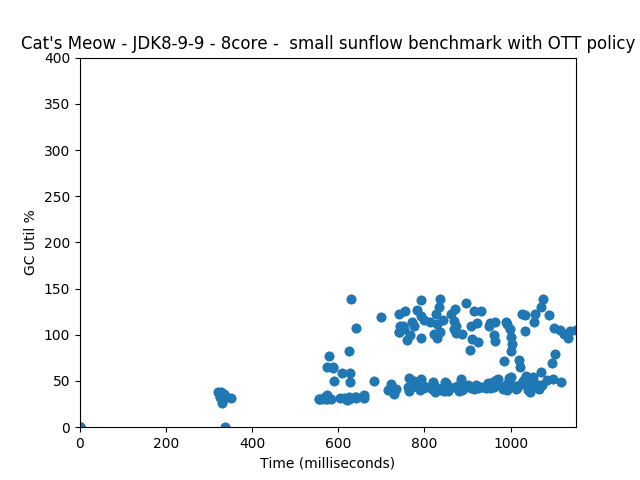 Cat's Meow - JDK8-9-9 - 8core -  small sunflow benchmark with OTT policy
400
350
300
250
200
150
100
50
0
GC Util %
0 200 400 600 800 1000
Time (milliseconds)